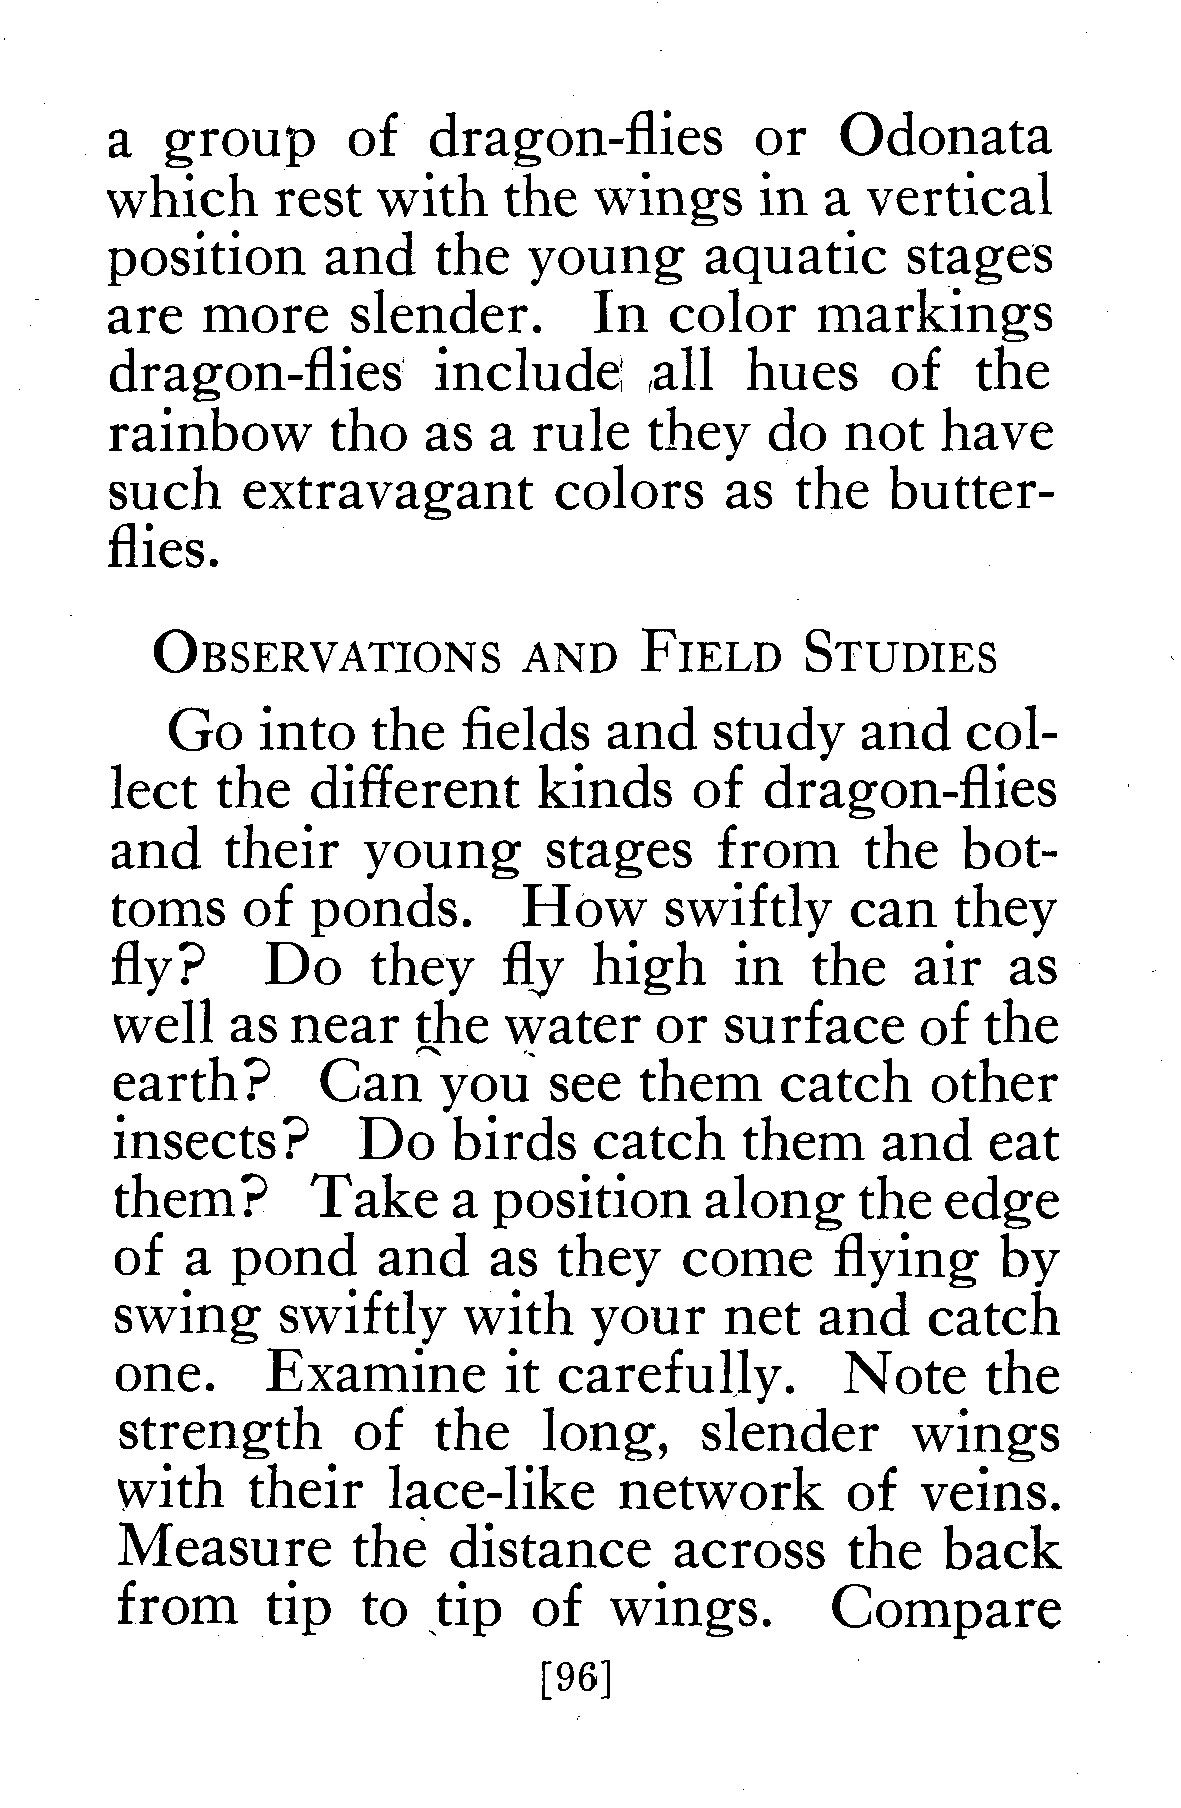 a group of dragon-flies or Odonata
which rest with the wings in a vertical
position and the young aquatic stages
are more slender. In color markings
dragon-flies include all hues of the
rainbow tho as a rule they do not have
such extravagant colors as the butter-
flies.
Observations and Field Studies
Go into the fields and study and col-
lect the different kinds of dragon-flies
and their young stages from the bot-
toms of ponds. How swiftly can they
fly? Do they fly high in the air as
well as near the water or surface of the
earth? Can you see them catch other
insects? Do birds catch them and eat
them? Take a position along the edge
of a pond and as they come flying by
swing swiftly with your net and catch
one. Examine it carefully. Note the
strength of the long, slender wings
with their lace-like network of veins.
Measure the distance across the back
from tip to tip of wings. Compare
[96]